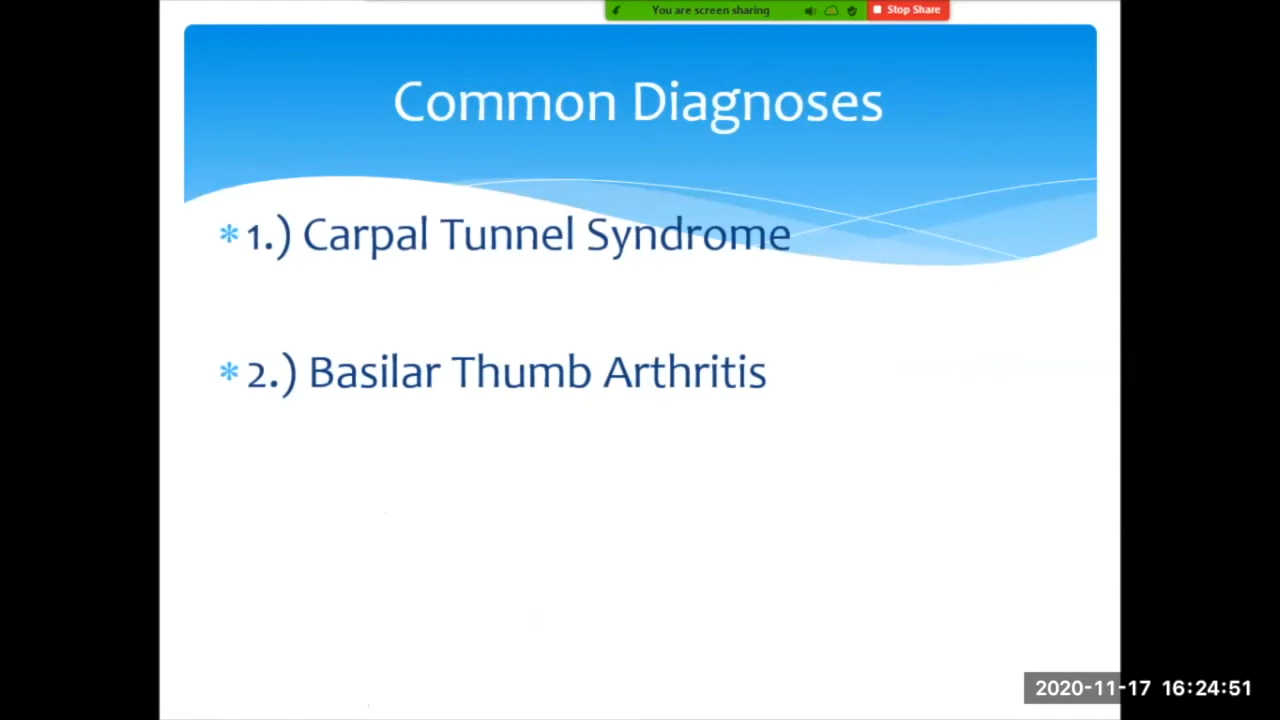 You are screen sharing
Stop Share
Common Diagnoses
* 1.) Carpal Tunnel Syndrome
* 2.) Basilar Thumb Arthritis
2020-11-17 16:24:51